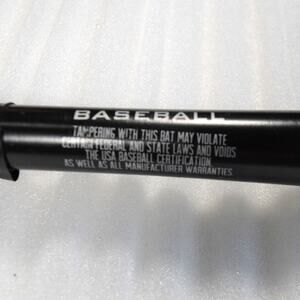 BASEBALL
TAMPERING WITH THIS BAT MAY VIOLATE
CERTAIN FEDERAL AND STATE LAWS AND VOIDS
THE USA BASEBALL CERTIFICATION
AS WELL AS ALL MANUFACTURER WARRANTIES